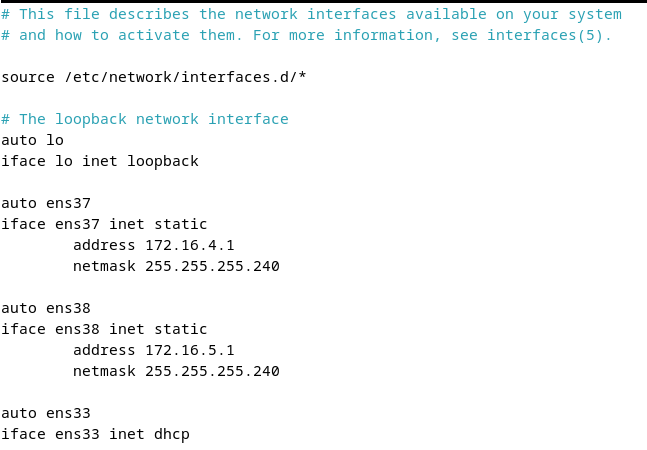 # This file describes the network interfaces available on your system
# and how to activate them. For more information, see interfaces(5).
source /etc/network/interfaces.d/*
# The loopback network interface
auto lo
iface lo inet loopback
auto ens37
iface ens37 inet static
address 172.16.4.1
netmask 255.255.255.240
auto ens38
iface ens38 inet static
address 172.16.5.1
netmask 255.255.255.240
auto ens33
iface ens33 inet dhcp